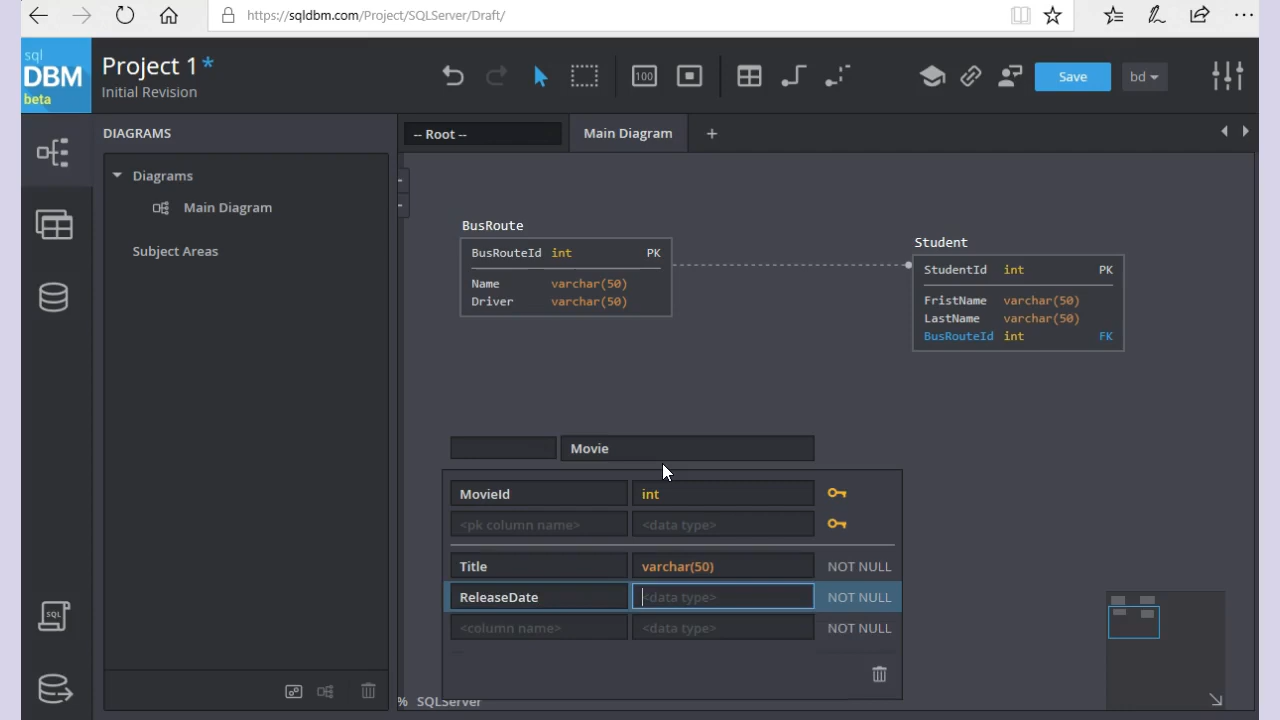 https://sqldbm.com/Project/SQLServer/Draft/
sql
DBM
beta
Project 1*
Initial Revision
100
Save
bd
DIAGRAMS
-- Root --
Main Diagram
+
Diagrams
Main Diagram
Subject Areas
BusRoute
BusRouteId int PK
Name varchar(50)
Driver varchar(50)
Student
StudentId int PK
FristName varchar(50)
LastName varchar(50)
BusRouteId int FK
Movie
MovieId int
<pk column name> <data type>
Title varchar(50) NOT NULL
ReleaseDate <data type> NOT NULL
<column name> <data type> NOT NULL
SQL
% SQLServer